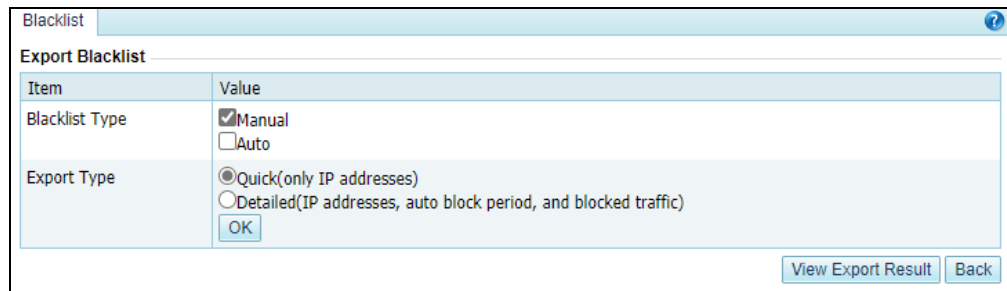 Blacklist
?
Export Blacklist
Item Value
Blacklist Type Manual
Auto
Export Type Quick(only IP addresses)
Detailed(IP addresses, auto block period, and blocked traffic)
OK
View Export Result Back